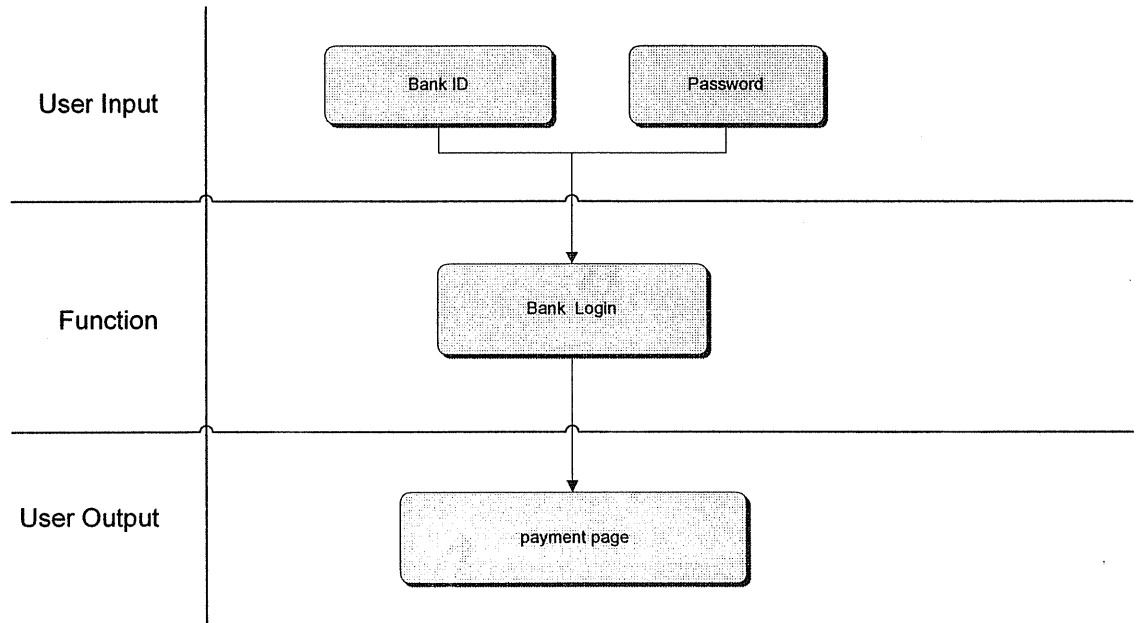 User Input
Bank ID
Password
Function
Bank Login
User Output
payment page